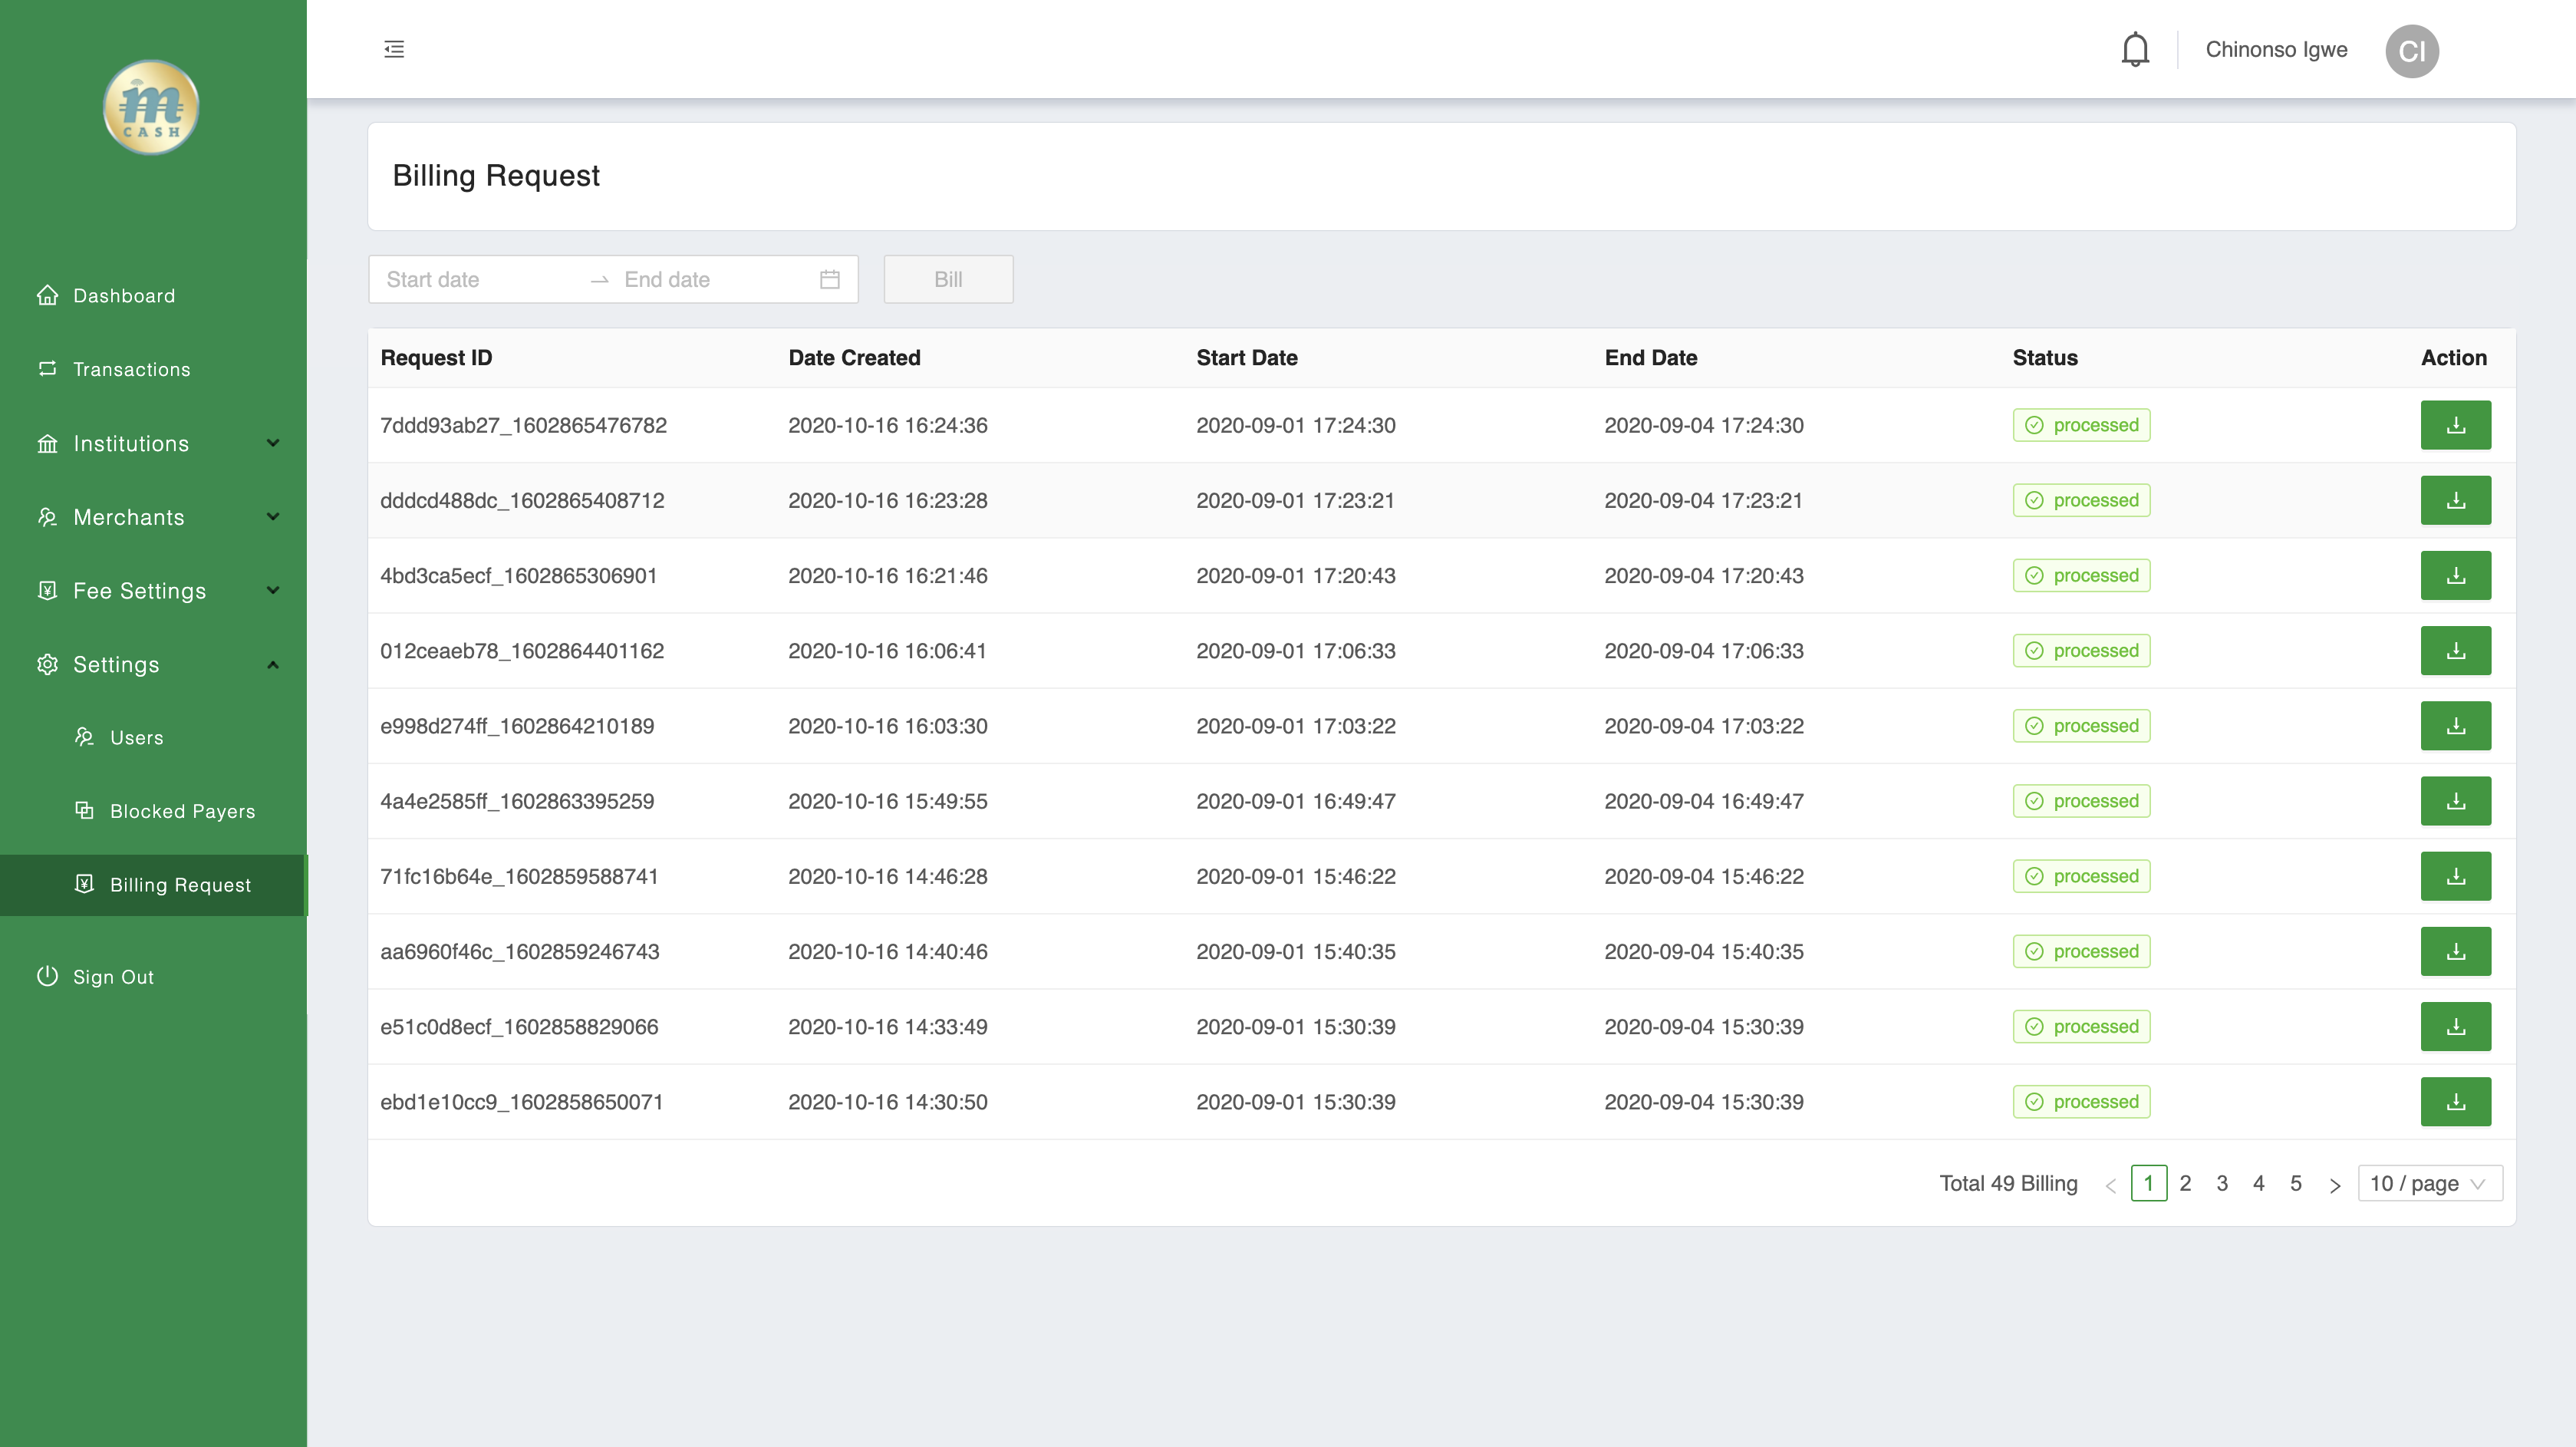 m
CASH
Chinonso Igwe
CI
Dashboard
Transactions
Institutions
Merchants
Fee Settings
Settings
Users
Blocked Payers
Billing Request
Sign Out
Billing Request
Start date End date Bill
Request ID Date Created Start Date End Date Status Action
7ddd93ab27_1602865476782 2020-10-16 16:24:36 2020-09-01 17:24:30 2020-09-04 17:24:30 processed
dddcd488dc_1602865408712 2020-10-16 16:23:28 2020-09-01 17:23:21 2020-09-04 17:23:21 processed
4bd3ca5ecf_1602865306901 2020-10-16 16:21:46 2020-09-01 17:20:43 2020-09-04 17:20:43 processed
012ceaeb78_1602864401162 2020-10-16 16:06:41 2020-09-01 17:06:33 2020-09-04 17:06:33 processed
e998d274ff_1602864210189 2020-10-16 16:03:30 2020-09-01 17:03:22 2020-09-04 17:03:22 processed
4a4e2585ff_1602863395259 2020-10-16 15:49:55 2020-09-01 16:49:47 2020-09-04 16:49:47 processed
71fc16b64e_1602859588741 2020-10-16 14:46:28 2020-09-01 15:46:22 2020-09-04 15:46:22 processed
aa6960f46c_1602859246743 2020-10-16 14:40:46 2020-09-01 15:40:35 2020-09-04 15:40:35 processed
e51c0d8ecf_1602858829066 2020-10-16 14:33:49 2020-09-01 15:30:39 2020-09-04 15:30:39 processed
ebd1e10cc9_1602858650071 2020-10-16 14:30:50 2020-09-01 15:30:39 2020-09-04 15:30:39 processed
Total 49 Billing < 1 2 3 4 5 > 10 / page